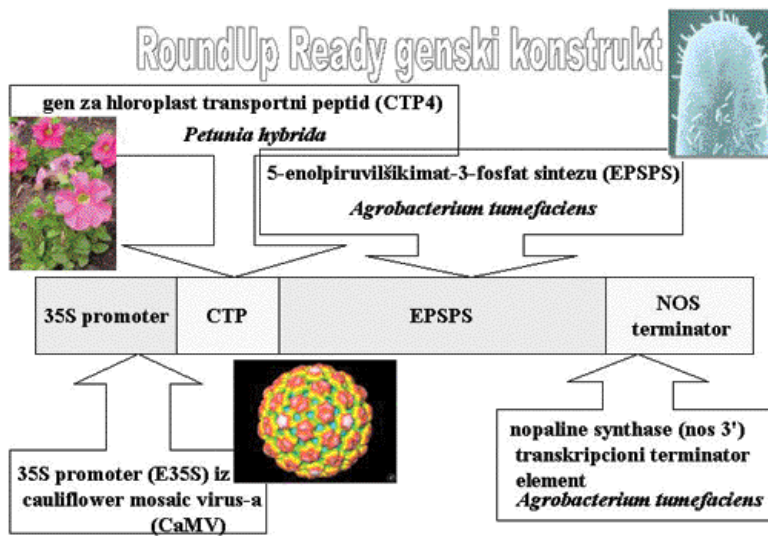 RoundUp Ready genski konstrukt
gen za hloroplast transportni peptid (CTP4)
Petunia hybrida
5-enolpiruvilšikimat-3-fosfat sintezu (EPSPS)
Agrobacterium tumefaciens
35S promoter
CTP
EPSPS
NOS
terminator
35S promoter (E35S) iz
cauliflower mosaic virus-a
(CaMV)
nopaline synthase (nos 3')
transkripcioni terminator
element
Agrobacterium tumefaciens